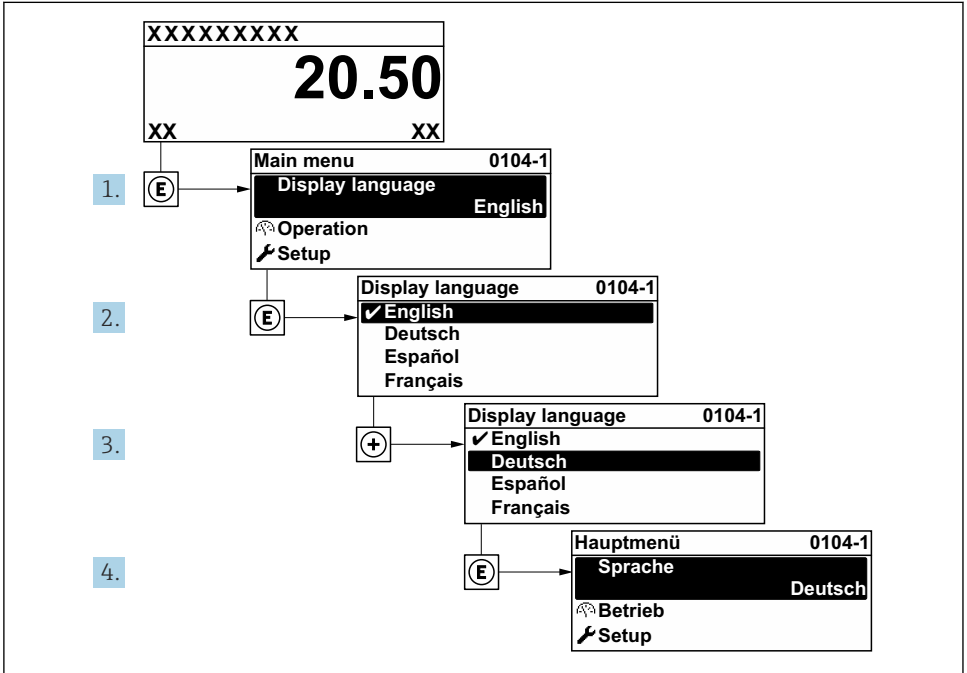 XXXXXXXXX
20.50
XX XX
1. E
Main menu 0104-1
Display language
English
Operation
Setup
2. E
Display language 0104-1
✔English
Deutsch
Español
Français
3. +
Display language 0104-1
✔English
Deutsch
Español
Français
4. E
Hauptmenü 0104-1
Sprache
Deutsch
Betrieb
Setup